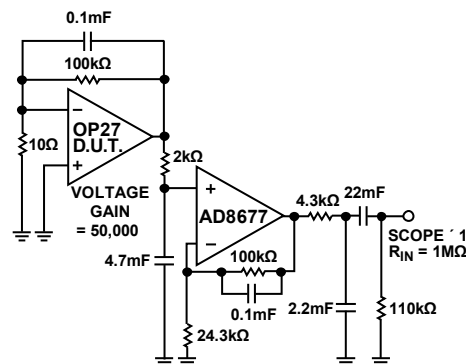 0.1mF
100kΩ
−
OP27
D.U.T.
+
10Ω
2kΩ
VOLTAGE
GAIN
= 50,000
+
AD8677
−
4.3kΩ
22mF
SCOPE ´ 1
R_IN = 1MΩ
4.7mF
100kΩ
0.1mF
2.2mF
110kΩ
24.3kΩ